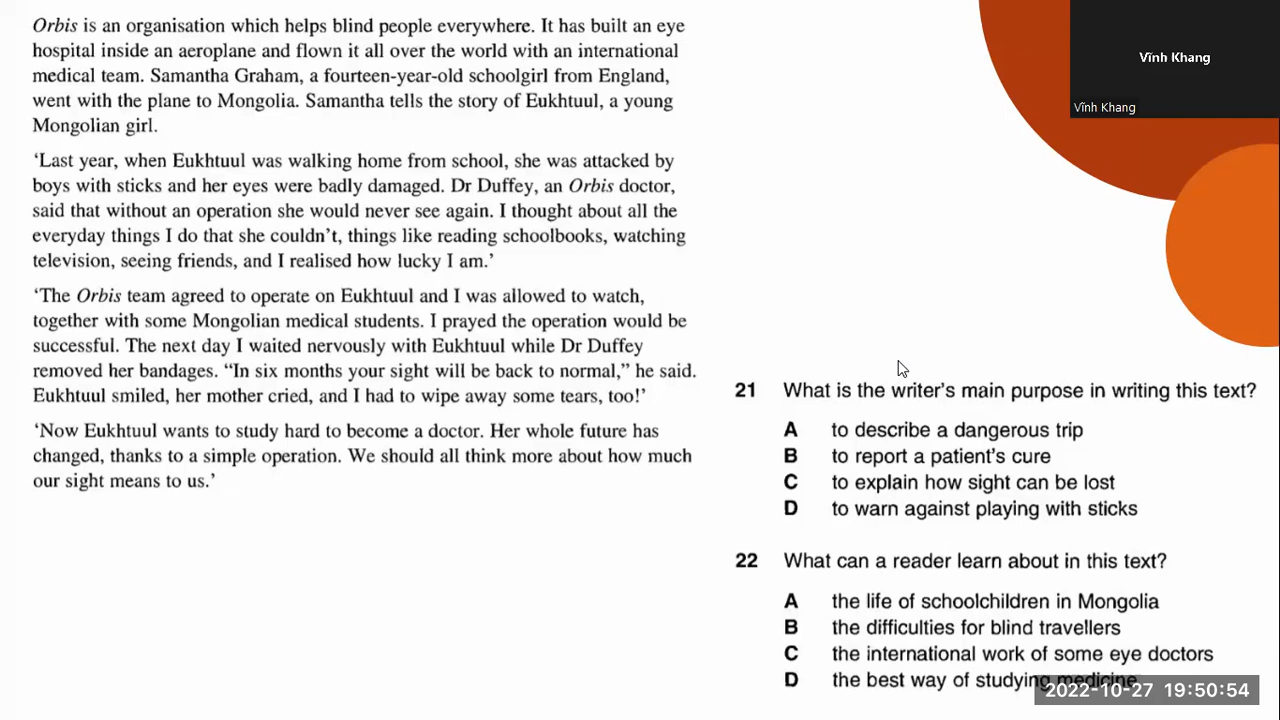 Orbis is an organisation which helps blind people everywhere. It has built an eye
hospital inside an aeroplane and flown it all over the world with an international
medical team. Samantha Graham, a fourteen-year-old schoolgirl from England,
went with the plane to Mongolia. Samantha tells the story of Eukhtuul, a young
Mongolian girl.
‘Last year, when Eukhtuul was walking home from school, she was attacked by
boys with sticks and her eyes were badly damaged. Dr Duffey, an Orbis doctor,
said that without an operation she would never see again. I thought about all the
everyday things I do that she couldn’t, things like reading schoolbooks, watching
television, seeing friends, and I realised how lucky I am.’
‘The Orbis team agreed to operate on Eukhtuul and I was allowed to watch,
together with some Mongolian medical students. I prayed the operation would be
successful. The next day I waited nervously with Eukhtuul while Dr Duffey
removed her bandages. “In six months your sight will be back to normal,” he said.
Eukhtuul smiled, her mother cried, and I had to wipe away some tears, too!’
‘Now Eukhtuul wants to study hard to become a doctor. Her whole future has
changed, thanks to a simple operation. We should all think more about how much
our sight means to us.’
Vĩnh Khang
Vĩnh Khang
21 What is the writer’s main purpose in writing this text?
A to describe a dangerous trip
B to report a patient’s cure
C to explain how sight can be lost
D to warn against playing with sticks
22 What can a reader learn about in this text?
A the life of schoolchildren in Mongolia
B the difficulties for blind travellers
C the international work of some eye doctors
D the best way of studying medicine
2022-10-27 19:50:54